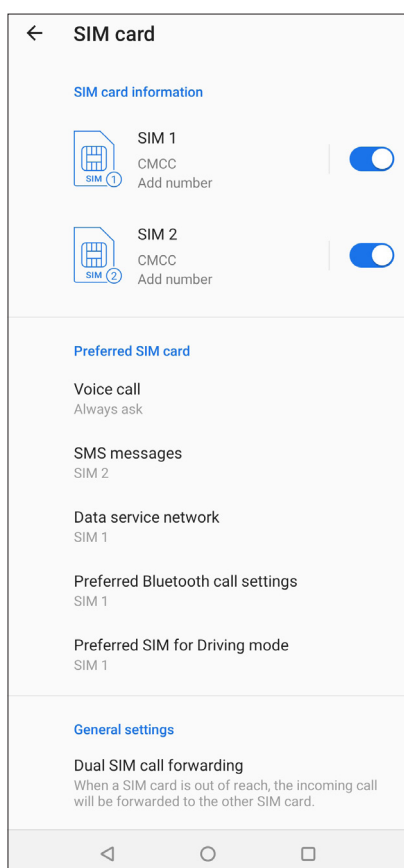 SIM card
SIM card information
SIM 1
CMCC
Add number
SIM 1
SIM 2
CMCC
Add number
SIM 2
Preferred SIM card
Voice call
Always ask
SMS messages
SIM 2
Data service network
SIM 1
Preferred Bluetooth call settings
SIM 1
Preferred SIM for Driving mode
SIM 1
General settings
Dual SIM call forwarding
When a SIM card is out of reach, the incoming call
will be forwarded to the other SIM card.